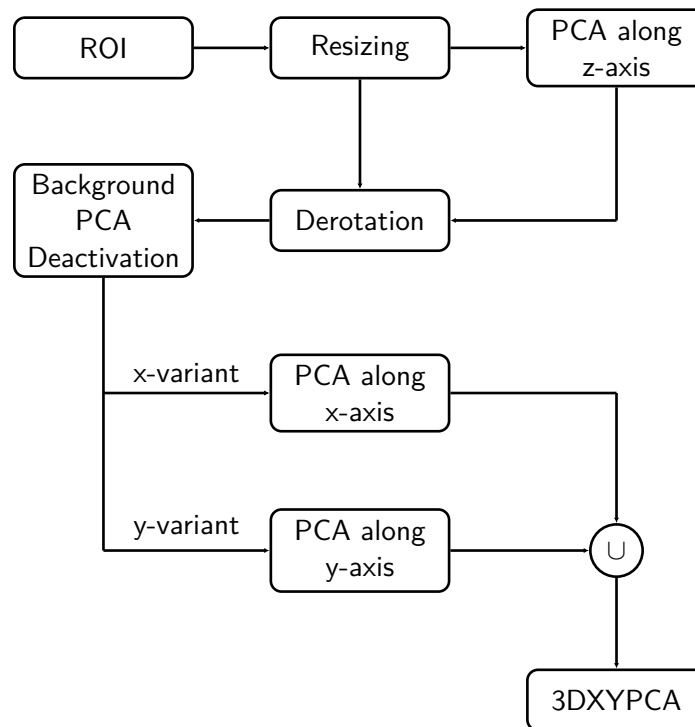 ROI
Resizing
PCA along
z-axis
Background
PCA
Deactivation
Derotation
x-variant
PCA along
x-axis
y-variant
PCA along
y-axis
∪
3DXYPCA